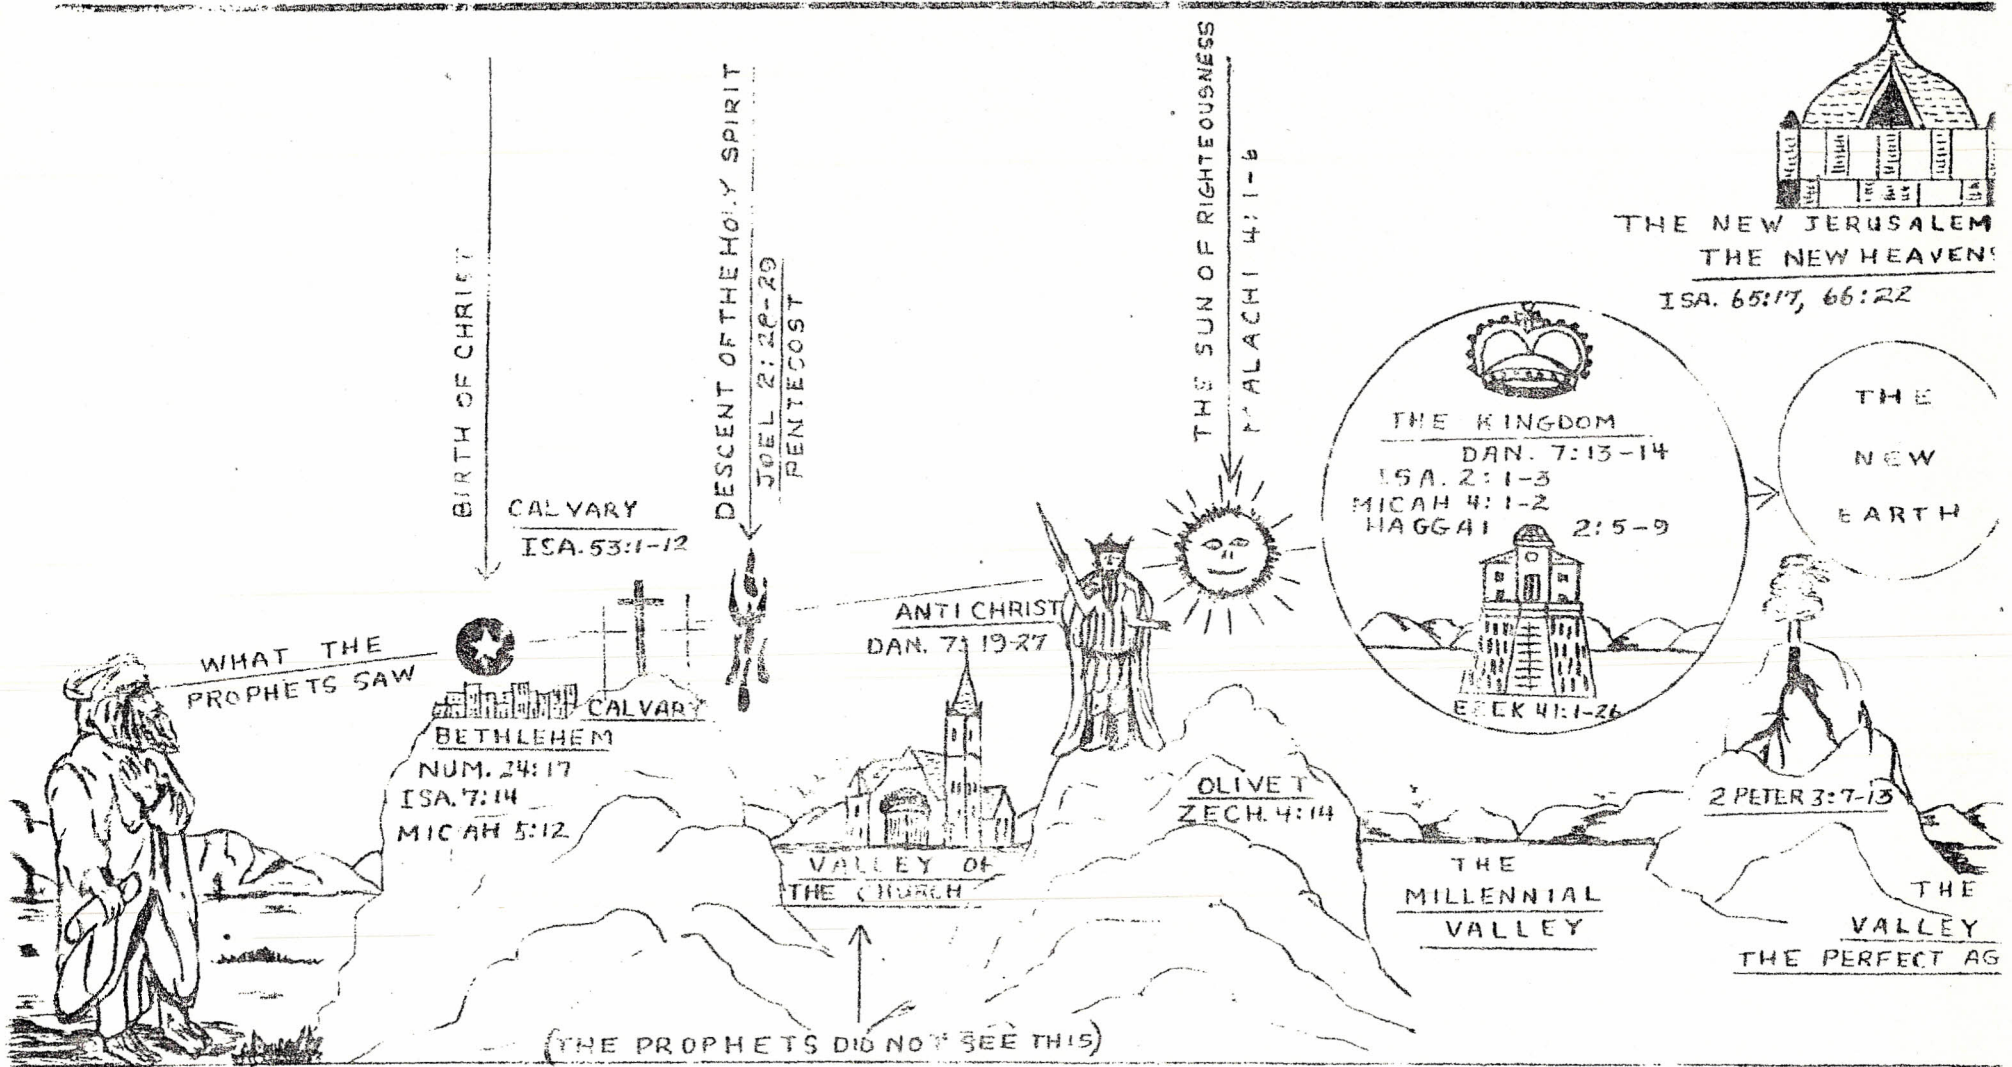 WHAT THE
PROPHETS SAW
BIRTH OF CHRIST
CALVARY
ISA. 53:1-12
CALVARY
BETHLEHEM
NUM. 24:17
ISA. 7:14
MICAH 5:12
DESCENT OF THE HOLY SPIRIT
JOEL 2:28-29
PENTECOST
ANTICHRIST
DAN. 7:19-27
VALLEY OF
THE CHURCH
(THE PROPHETS DID NOT SEE THIS)
THE SUN OF RIGHTEOUSNESS
MALACHI 4:1-6
OLIVET
ZECH. 4:14
THE KINGDOM
DAN. 7:13-14
ISA. 2:1-3
MICAH 4:1-2
HAGGAI 2:5-9
EZEK 41:1-26
THE
MILLENNIAL
VALLEY
THE NEW JERUSALEM
THE NEW HEAVENS
ISA. 65:17, 66:22
THE
NEW
EARTH
2 PETER 3:7-13
THE
VALLEY
THE PERFECT AG